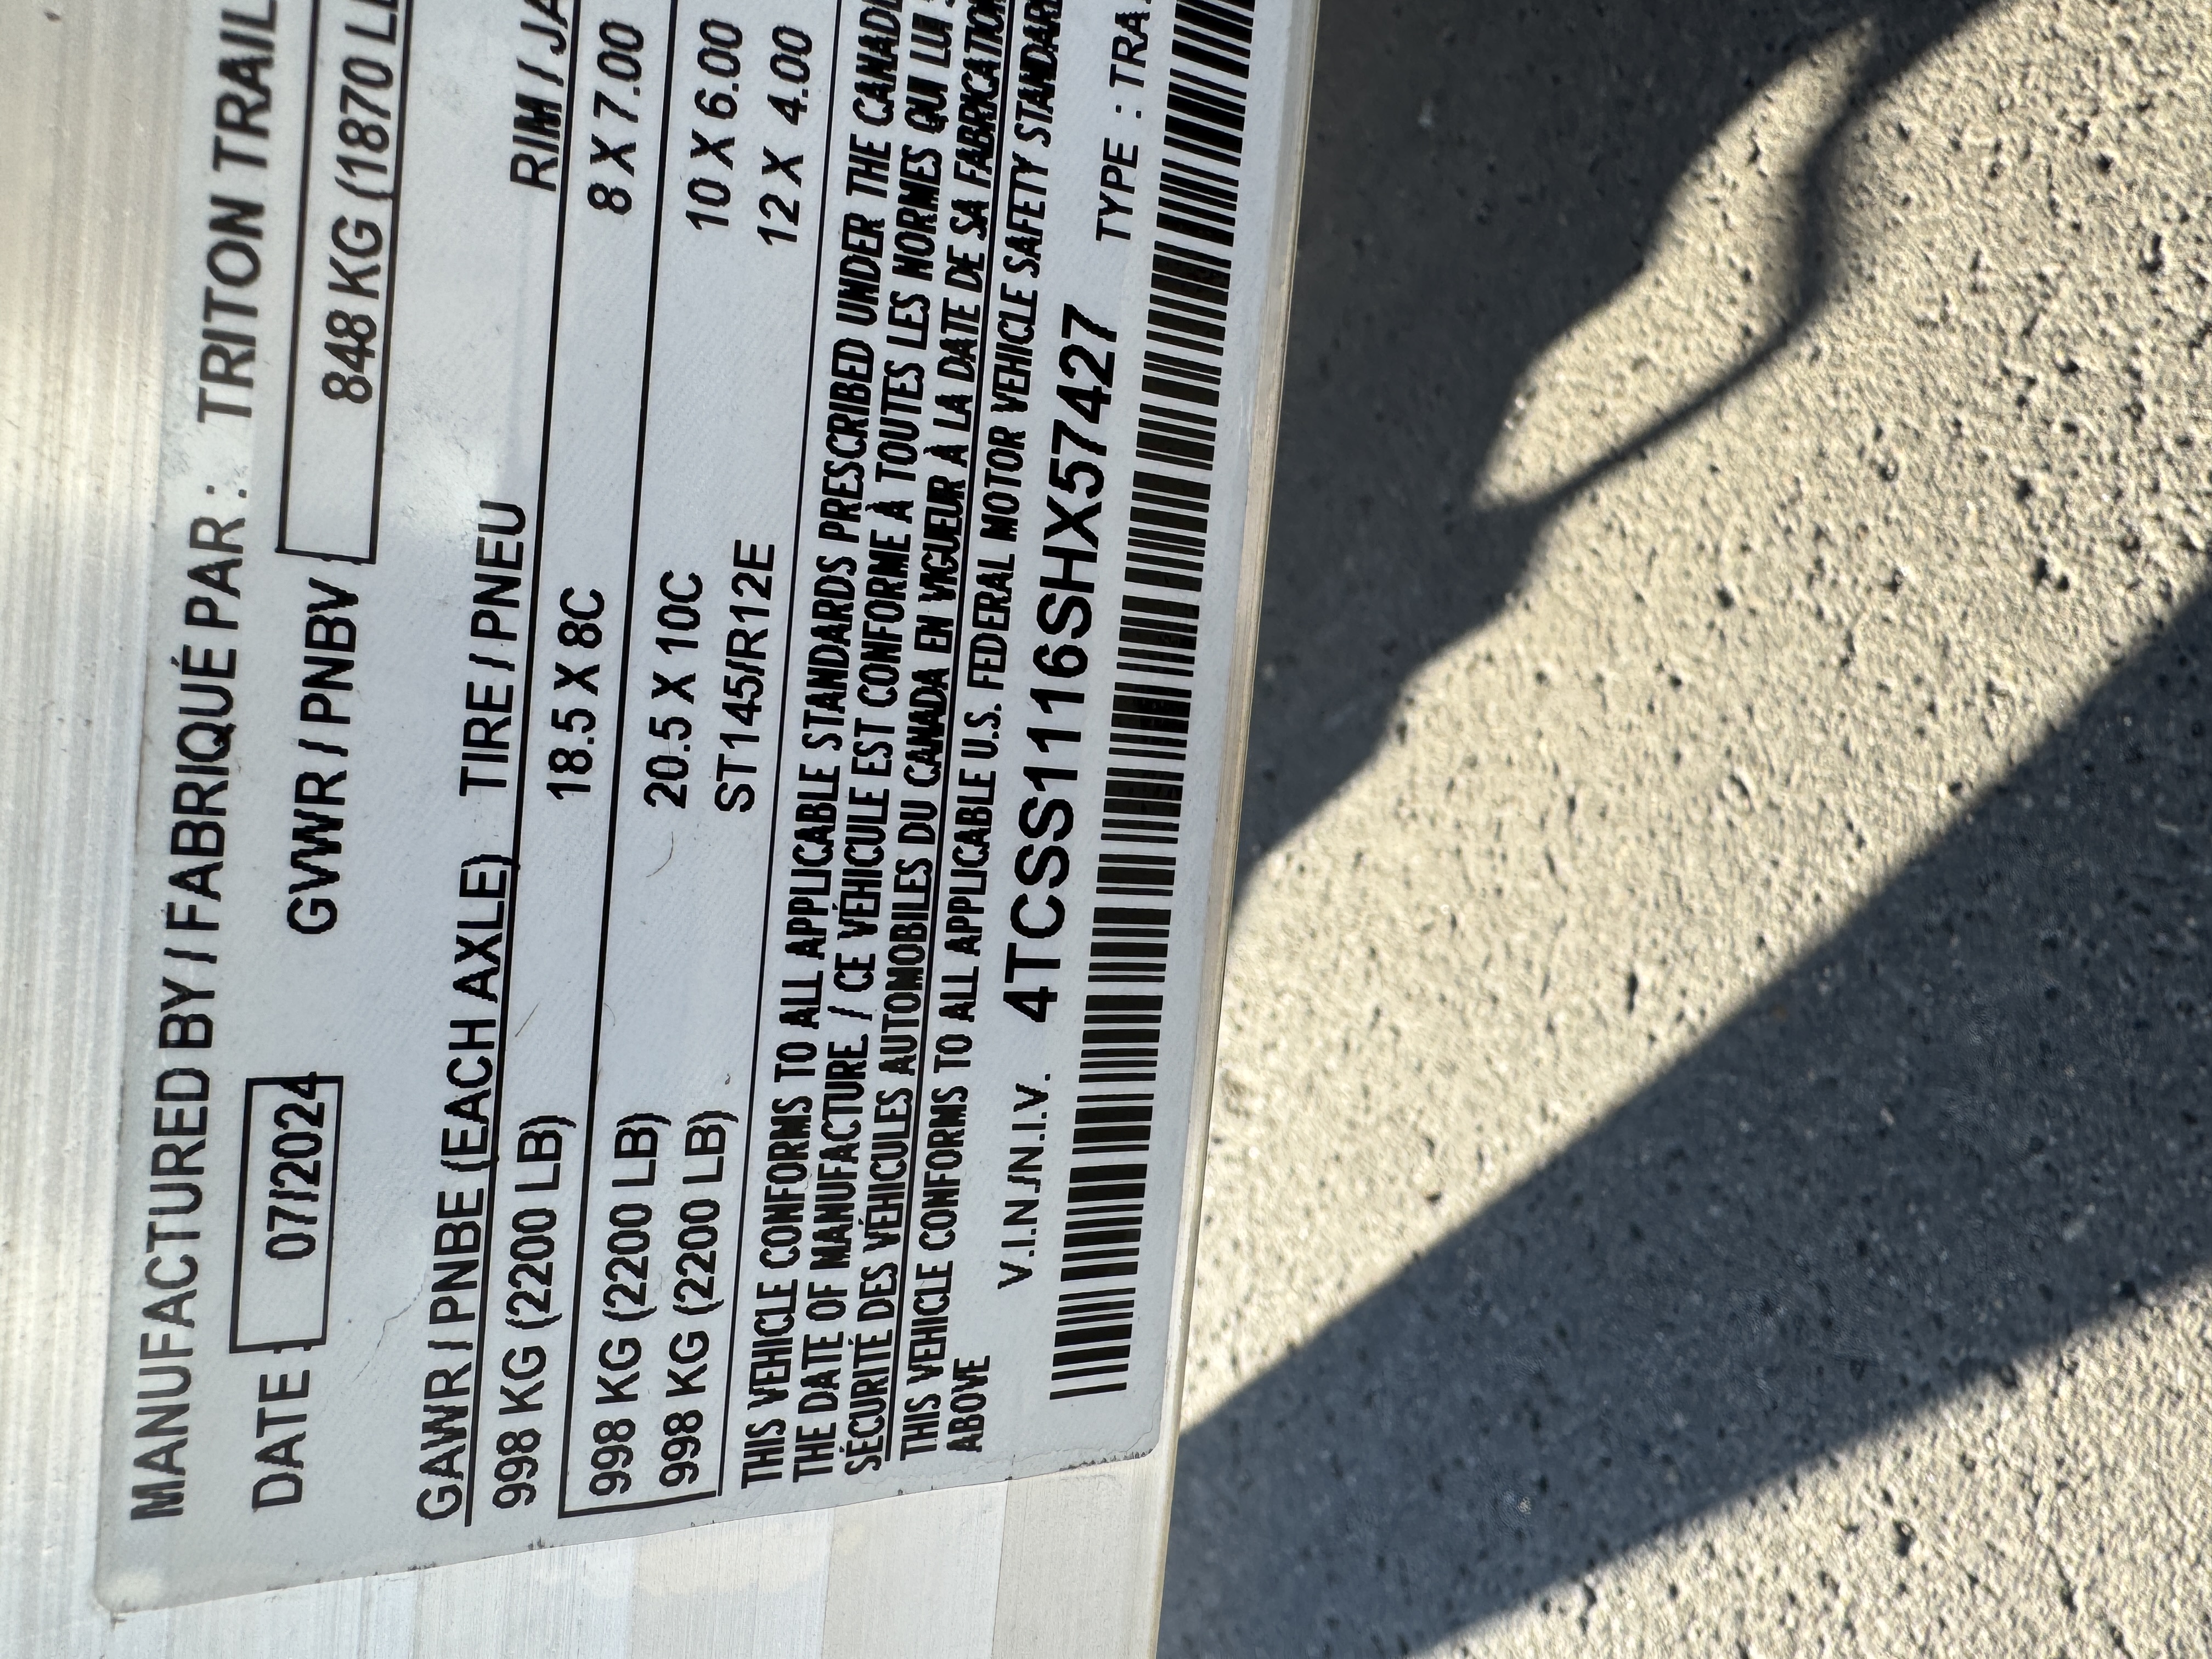 MANUFACTURED BY / FABRIQUÉ PAR : TRITON TRAIL
DATE : 07/2024 GVWR / PNBV : 848 KG (1870 L
GAWR / PNBE (EACH AXLE) TIRE / PNEU RIM / JA
998 KG (2200 LB) 18.5 X 8C 8 X 7.00
998 KG (2200 LB) 20.5 X 10C 10 X 6.00
998 KG (2200 LB) ST145/R12E 12 X 4.00
THIS VEHICLE CONFORMS TO ALL APPLICABLE STANDARDS PRESCRIBED UNDER THE CANAD
THE DATE OF MANUFACTURE. / CE VÉHICULE EST CONFORME À TOUTES LES NORMES QUI LUI
SÉCURITÉ DES VÉHICULES AUTOMOBILES DU CANADA EN VIGUEUR À LA DATE DE SA FABRICATION
THIS VEHICLE CONFORMS TO ALL APPLICABLE U.S. FEDERAL MOTOR VEHICLE SAFETY STANDAR
ABOVE
V.I.N./N.I.V. 4TCSS1116SHX57427 TYPE : TRA